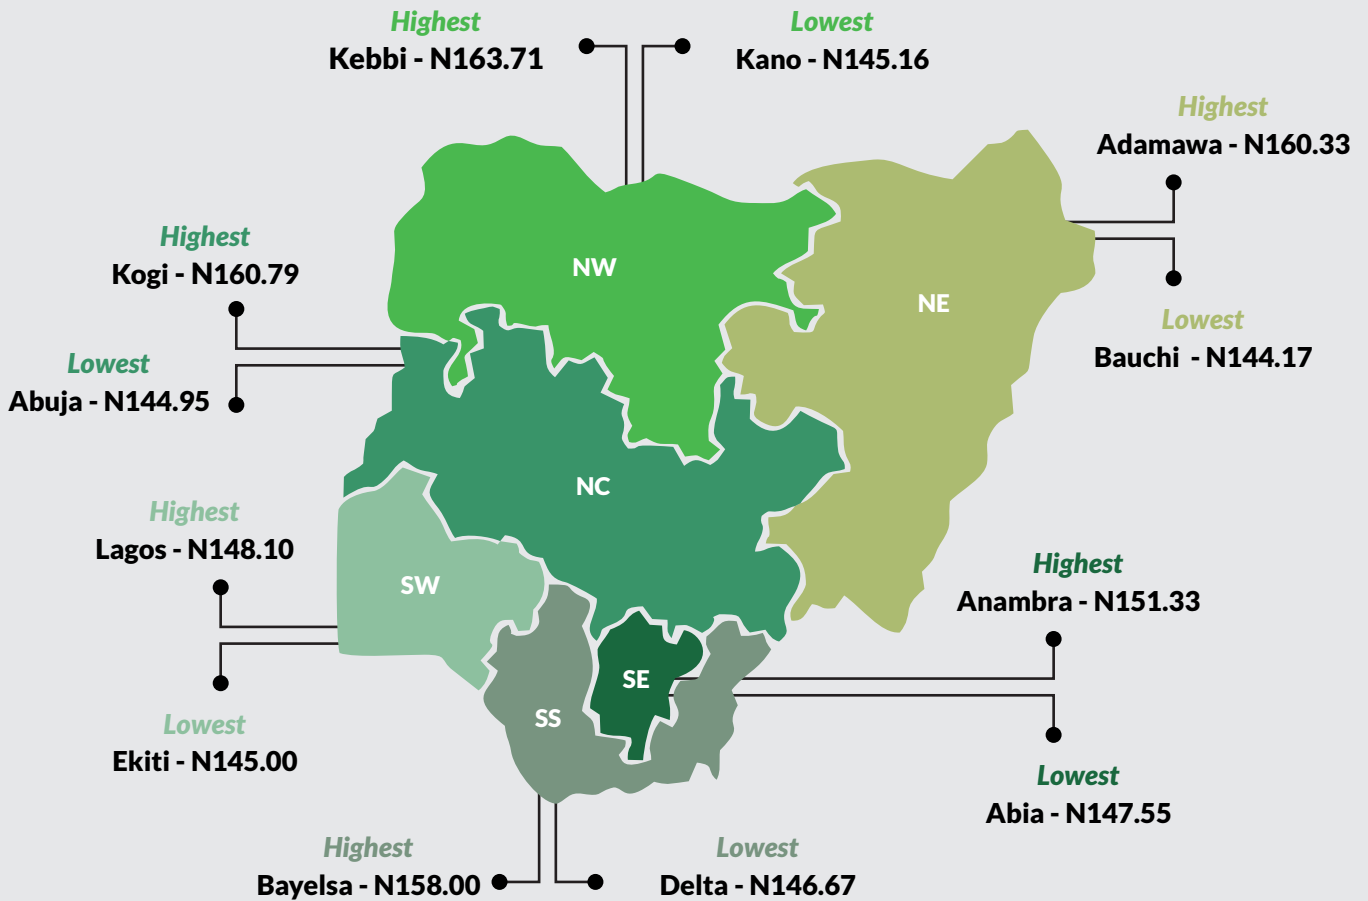 Highest
Kebbi - N163.71
Lowest
Kano - N145.16
Highest
Adamawa - N160.33
Lowest
Bauchi - N144.17
Highest
Kogi - N160.79
Lowest
Abuja - N144.95
NW
NE
NC
SW
SE
SS
Highest
Lagos - N148.10
Lowest
Ekiti - N145.00
Highest
Anambra - N151.33
Lowest
Abia - N147.55
Highest
Bayelsa - N158.00
Lowest
Delta - N146.67